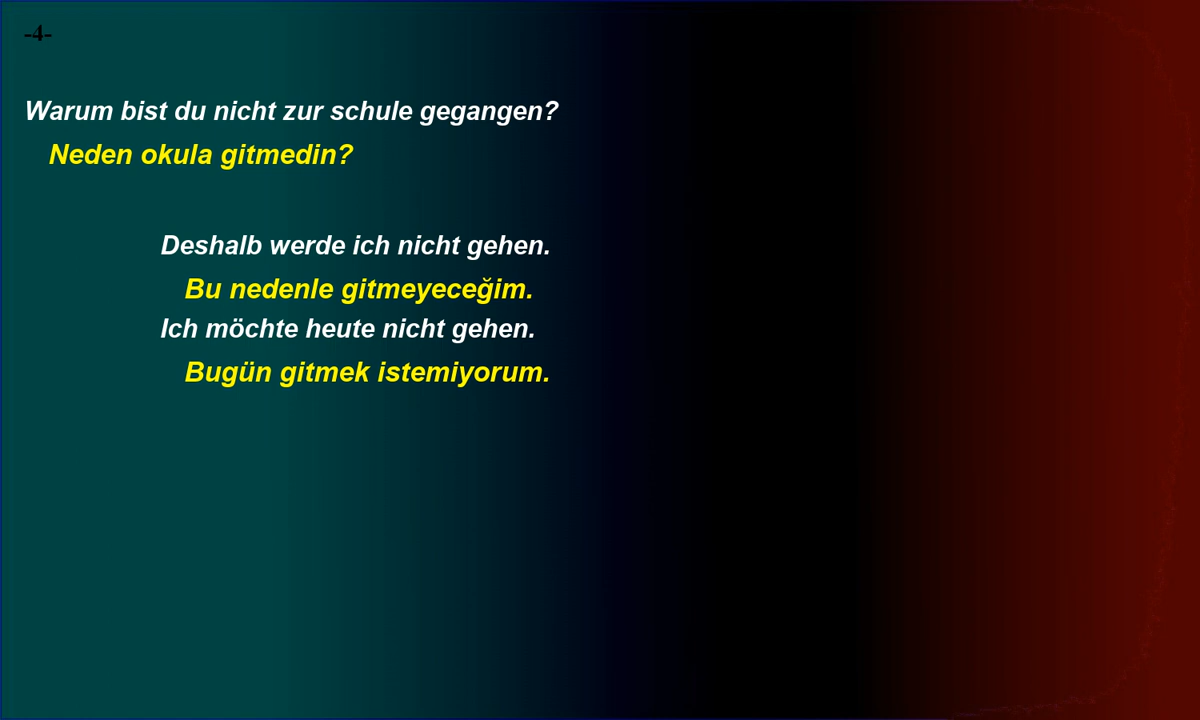 -4-
Warum bist du nicht zur schule gegangen?
Neden okula gitmedin?
Deshalb werde ich nicht gehen.
Bu nedenle gitmeyeceğim.
Ich möchte heute nicht gehen.
Bugün gitmek istemiyorum.